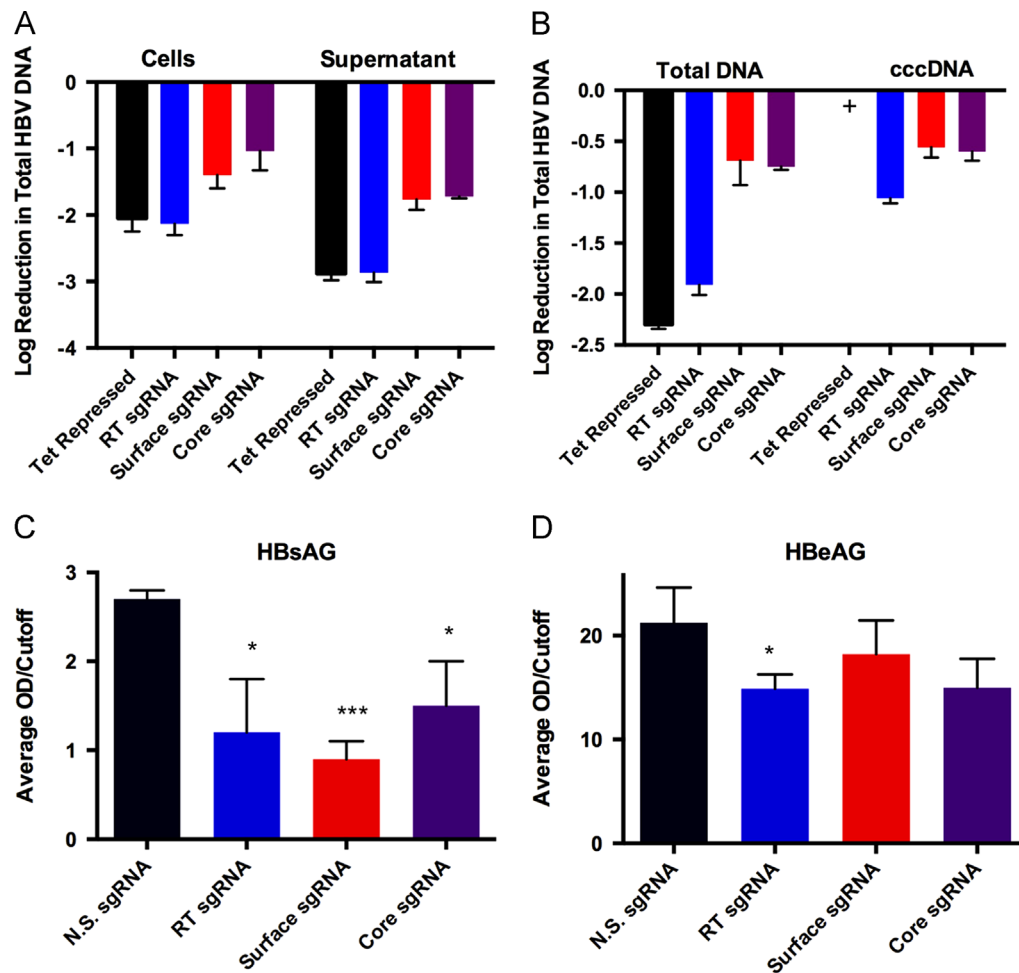 A
Log Reduction in Total HBV DNA
Cells
Supernatant
0
-1
-2
-3
-4
Tet Repressed
RT sgRNA
Surface sgRNA
Core sgRNA
Tet Repressed
RT sgRNA
Surface sgRNA
Core sgRNA
B
Log Reduction in Total HBV DNA
Total DNA
cccDNA
0.0
-0.5
-1.0
-1.5
-2.0
-2.5
+
Tet Repressed
RT sgRNA
Surface sgRNA
Core sgRNA
Tet Repressed
RT sgRNA
Surface sgRNA
Core sgRNA
C
HBsAG
Average OD/Cutoff
3
2
1
0
*
***
*
N.S. sgRNA
RT sgRNA
Surface sgRNA
Core sgRNA
D
HBeAG
Average OD/Cutoff
20
10
0
*
N.S. sgRNA
RT sgRNA
Surface sgRNA
Core sgRNA